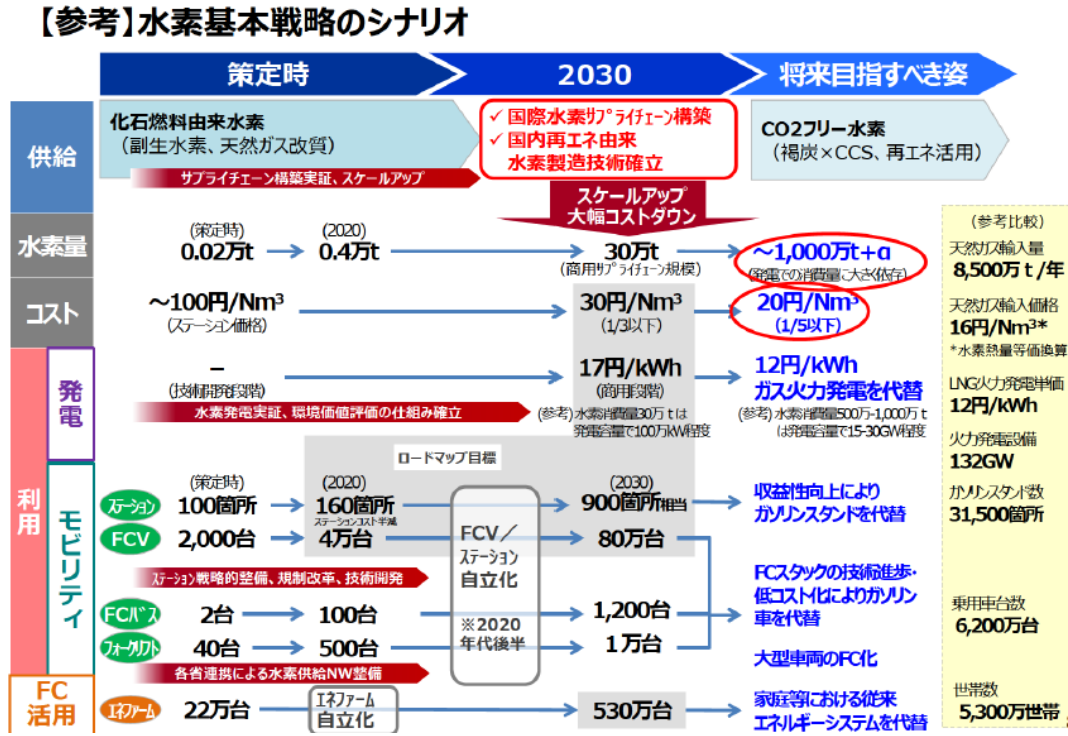 【参考】水素基本戦略のシナリオ
策定時
2030
将来目指すべき姿
供給
化石燃料由来水素
(副生水素、天然ガス改質)
✓ 国際水素ｻﾌﾟﾗｲﾁｪｰﾝ構築
✓ 国内再エネ由来
水素製造技術確立
CO2フリー水素
(褐炭×CCS、再エネ活用)
サプライチェーン構築実証、スケールアップ
スケールアップ
大幅コストダウン
水素量
(策定時)
0.02万t
(2020)
0.4万t
30万t
(商用ｻﾌﾟﾗｲﾁｪｰﾝ規模)
～1,000万t+α
(発電での消費量に大きく依存)
コスト
～100円/Nm³
(ステーション価格)
30円/Nm³
(1/3以下)
20円/Nm³
(1/5以下)
利用
発電
－
(技術開発段階)
17円/kWh
(商用段階)
12円/kWh
ガス火力発電を代替
水素発電実証、環境価値評価の仕組み確立
(参考) 水素消費量30万ｔは
発電容量で100万kW程度
(参考) 水素消費量500万-1,000万ｔ
は発電容量で15-30GW程度
ロードマップ目標
モビリティ
ｽﾃｰｼｮﾝ
(策定時)
100箇所
(2020)
160箇所
ステーションコスト半減
(2030)
900箇所相当
収益性向上により
ガソリンスタンドを代替
FCV
2,000台
4万台
80万台
FCV／
ｽﾃｰｼｮﾝ
自立化
※2020
年代後半
ｽﾃｰｼｮﾝ戦略的整備、規制改革、技術開発
FCスタックの技術進歩・
低コスト化によりガソリン
車を代替
FCﾊﾞｽ
2台
100台
1,200台
ﾌｫｰｸﾘﾌﾄ
40台
500台
1万台
大型車両のFC化
各省連携による水素供給NW整備
FC
活用
ｴﾈﾌｧｰﾑ
22万台
ｴﾈﾌｧｰﾑ
自立化
530万台
家庭等における従来
エネルギーシステムを代替
(参考比較)
天然ガス輸入量
8,500万ｔ/年
天然ガス輸入価格
16円/Nm³*
*水素熱量等価換算
LNG火力発電単価
12円/kWh
火力発電設備
132GW
ガソリンスタンド数
31,500箇所
乗用車台数
6,200万台
世帯数
5,300万世帯